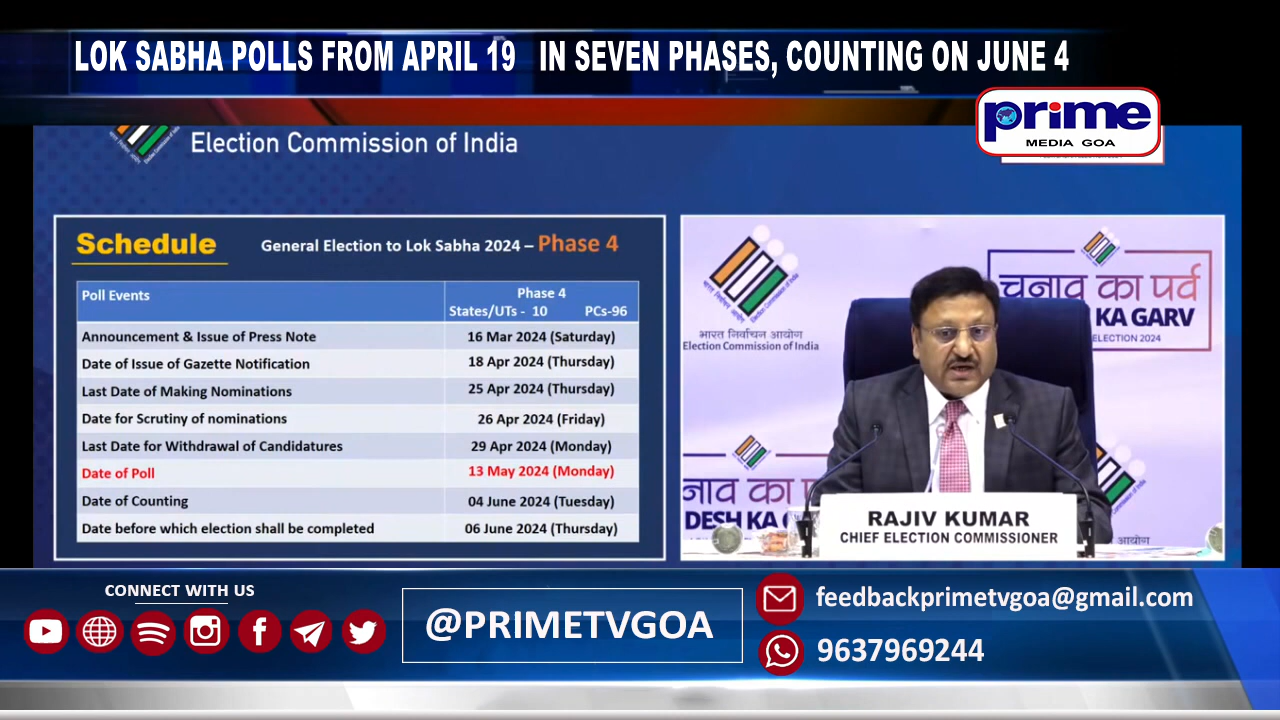 LOK SABHA POLLS FROM APRIL 19 IN SEVEN PHASES, COUNTING ON JUNE 4
prime
MEDIA GOA
Election Commission of India
Schedule
General Election to Lok Sabha 2024 – Phase 4
Poll Events
Phase 4
States/UTs - 10 PCs-96
Announcement & Issue of Press Note 16 Mar 2024 (Saturday)
Date of Issue of Gazette Notification 18 Apr 2024 (Thursday)
Last Date of Making Nominations 25 Apr 2024 (Thursday)
Date for Scrutiny of nominations 26 Apr 2024 (Friday)
Last Date for Withdrawal of Candidatures 29 Apr 2024 (Monday)
Date of Poll 13 May 2024 (Monday)
Date of Counting 04 June 2024 (Tuesday)
Date before which election shall be completed 06 June 2024 (Thursday)
भारत निर्वाचन आयोग
Election Commission of India
चुनाव का पर्व
KA GARV
ELECTION 2024
नाव का प
DESH KA
आयोग
RAJIV KUMAR
CHIEF ELECTION COMMISSIONER
CONNECT WITH US
@PRIMETVGOA
feedbackprimetvgoa@gmail.com
9637969244